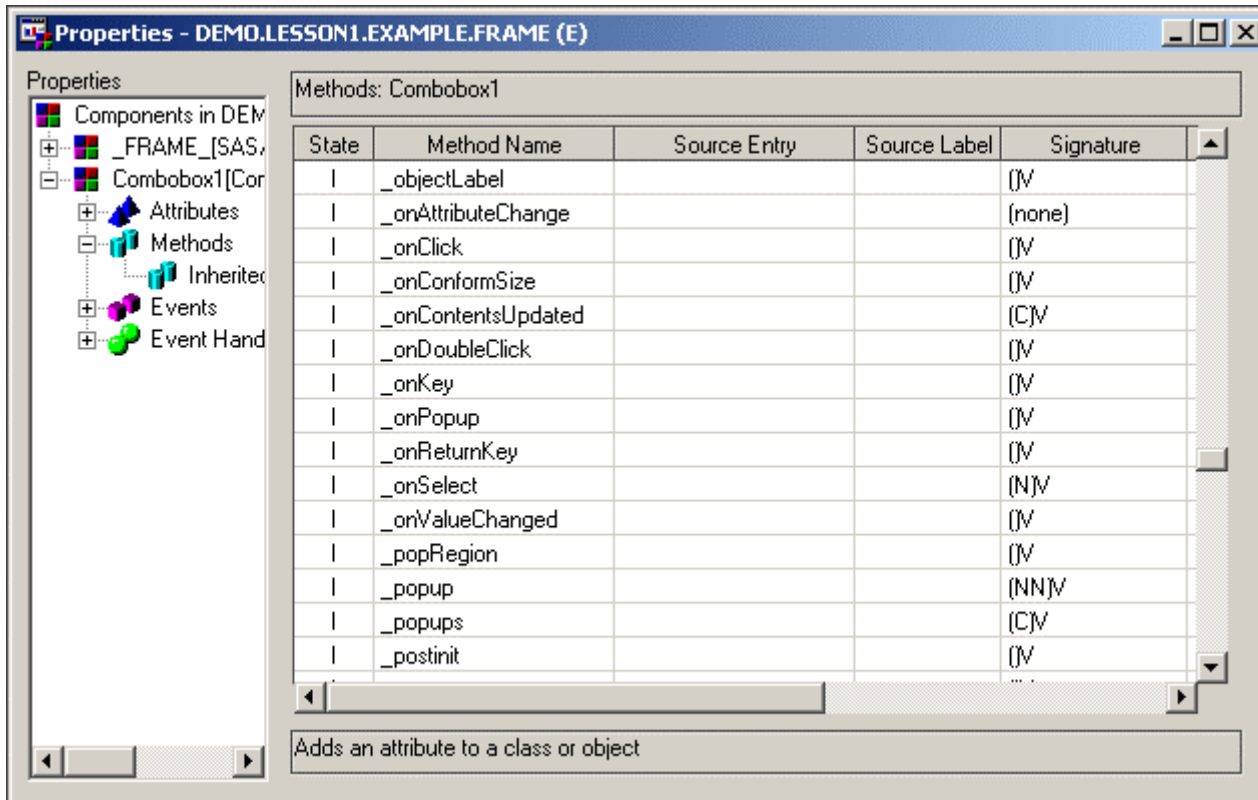 Properties - DEMO.LESSON1.EXAMPLE.FRAME (E)
Properties
Components in DEM
_FRAME_[SAS
Combobox1[Cor
Attributes
Methods
Inherited
Events
Event Hand
Methods: Combobox1
State Method Name Source Entry Source Label Signature
I _objectLabel ()V
I _onAttributeChange (none)
I _onClick ()V
I _onConformSize ()V
I _onContentsUpdated (C)V
I _onDoubleClick ()V
I _onKey ()V
I _onPopup ()V
I _onReturnKey ()V
I _onSelect (N)V
I _onValueChanged ()V
I _popRegion ()V
I _popup (NN)V
I _popups (C)V
I _postinit ()V
Adds an attribute to a class or object